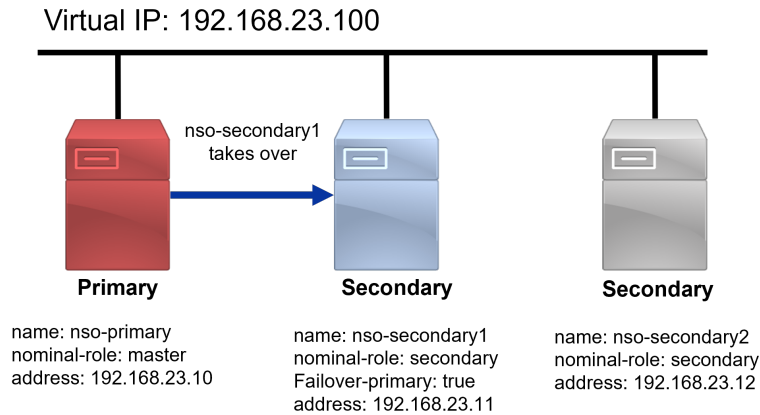 Virtual IP: 192.168.23.100
nso-secondary1
takes over
Primary
Secondary
Secondary
name: nso-primary
nominal-role: master
address: 192.168.23.10
name: nso-secondary1
nominal-role: secondary
Failover-primary: true
address: 192.168.23.11
name: nso-secondary2
nominal-role: secondary
address: 192.168.23.12